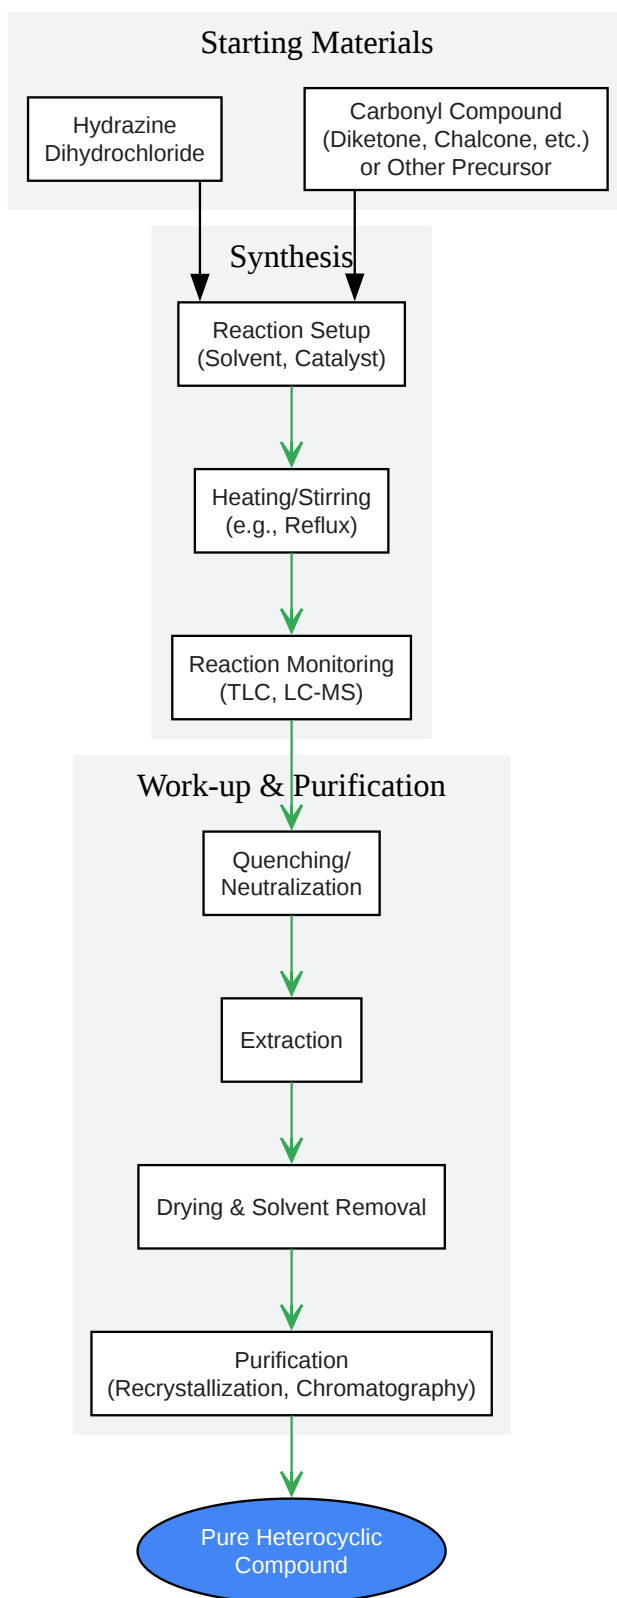 Starting Materials
Hydrazine
Dihydrochloride
Carbonyl Compound
(Diketone, Chalcone, etc.)
or Other Precursor
Synthesis
Reaction Setup
(Solvent, Catalyst)
Heating/Stirring
(e.g., Reflux)
Reaction Monitoring
(TLC, LC-MS)
Work-up & Purification
Quenching/
Neutralization
Extraction
Drying & Solvent Removal
Purification
(Recrystallization, Chromatography)
Pure Heterocyclic
Compound